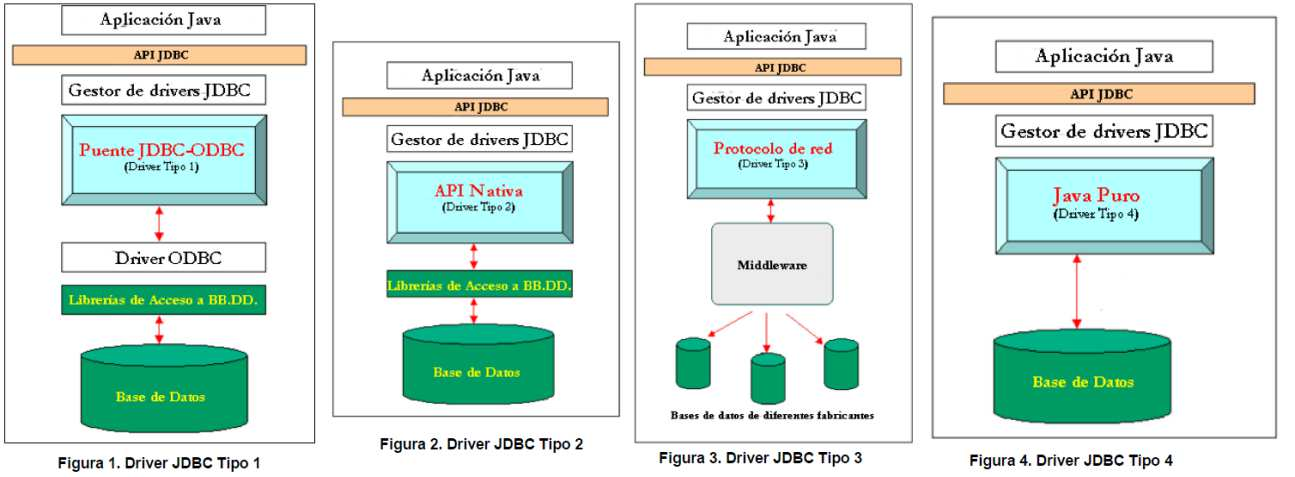 Aplicación Java
API JDBC
Gestor de drivers JDBC
Puente JDBC-ODBC
(Driver Tipo 1)
Driver ODBC
Librerías de Acceso a BB.DD.
Base de Datos
Figura 1. Driver JDBC Tipo 1
Aplicación Java
API JDBC
Gestor de drivers JDBC
API Nativa
(Driver Tipo 2)
Librerías de Acceso a BB.DD.
Base de Datos
Figura 2. Driver JDBC Tipo 2
Aplicación Java
API JDBC
Gestor de drivers JDBC
Protocolo de red
(Driver Tipo 3)
Middleware
Bases de datos de diferentes fabricantes
Figura 3. Driver JDBC Tipo 3
Aplicación Java
API JDBC
Gestor de drivers JDBC
Java Puro
(Driver Tipo 4)
Base de Datos
Figura 4. Driver JDBC Tipo 4